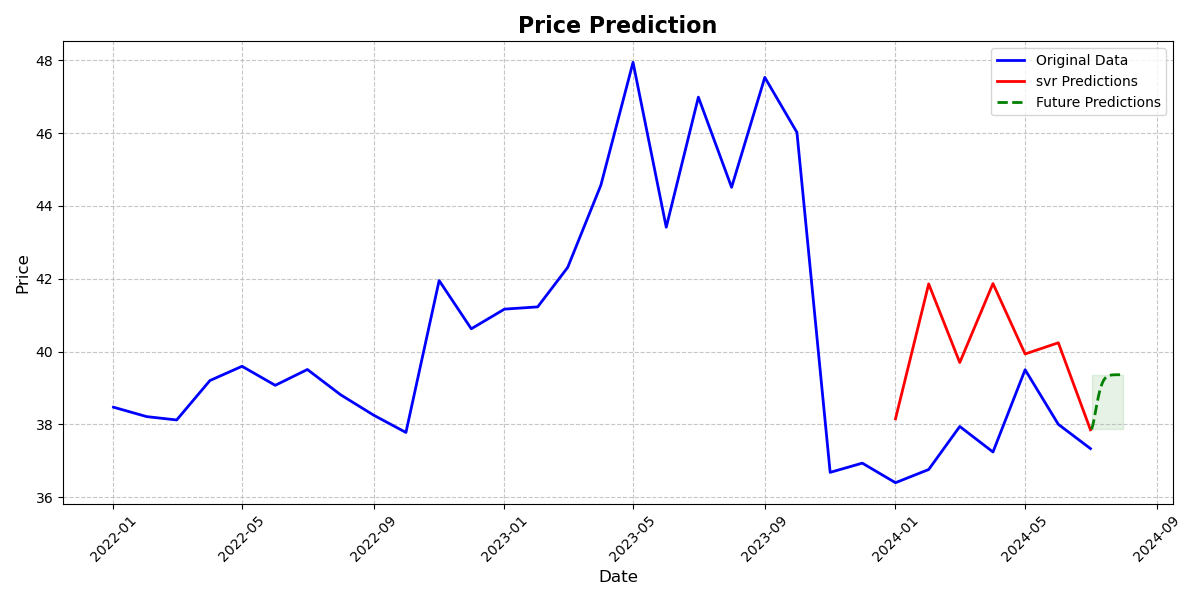 Price Prediction
Original Data
svr Predictions
Future Predictions
Price
48
46
44
42
40
38
36
2022-01
2022-05
2022-09
2023-01
2023-05
2023-09
2024-01
2024-05
2024-09
Date